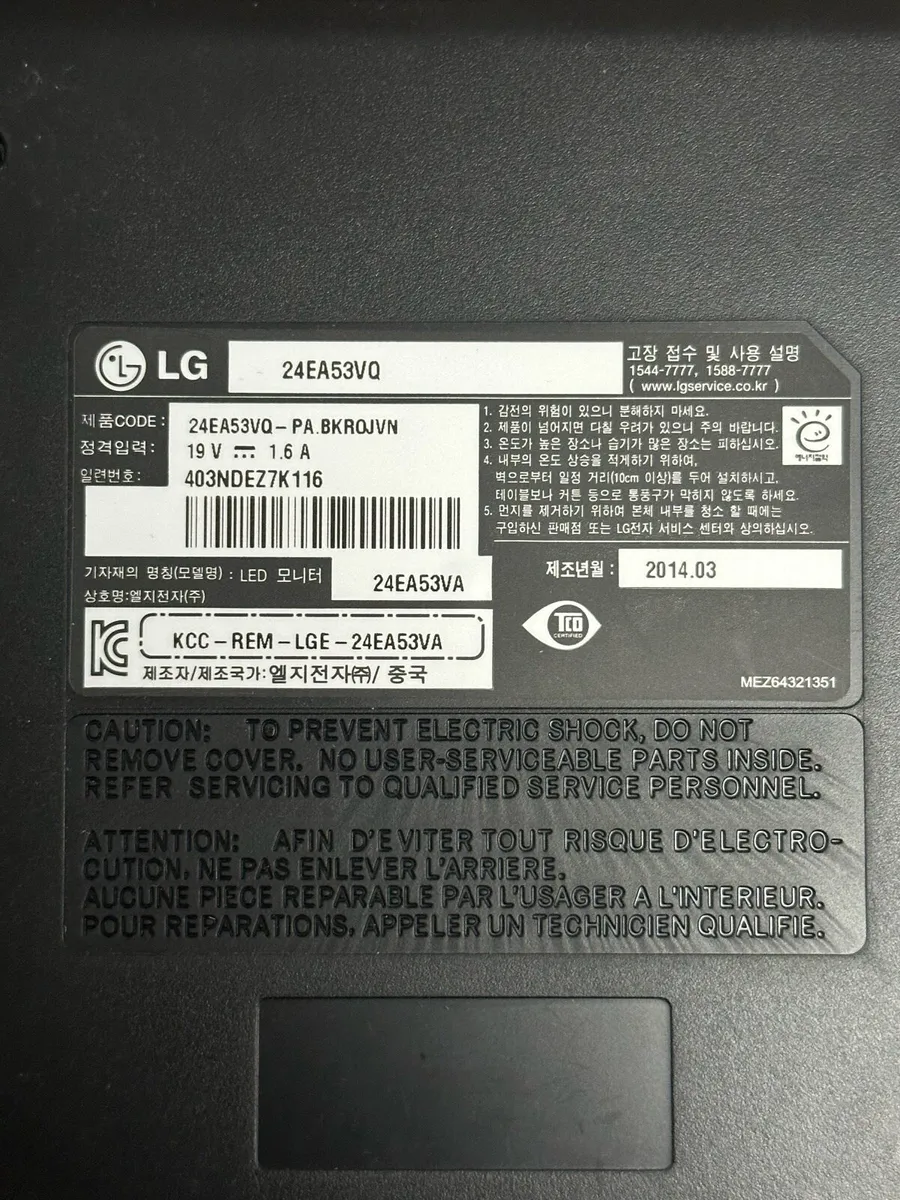 LG
24EA53VQ
고장 접수 및 사용 설명
1544-7777, 1588-7777
( www.lgservice.co.kr )
제품CODE :
24EA53VQ-PA.BKROJVN
정격입력:
19 V ⎓ 1.6 A
일련번호:
403NDEZ7K116
1. 감전의 위험이 있으니 분해하지 마세요.
2. 제품이 넘어지면 다칠 우려가 있으니 주의 바랍니다.
3. 온도가 높은 장소나 습기가 많은 장소는 피하십시오.
4. 내부의 온도 상승을 적게하기 위하여,
벽으로부터 일정 거리(10cm 이상)를 두어 설치하시고,
테이블보나 커튼 등으로 통풍구가 막히지 않도록 하세요.
5. 먼지를 제거하기 위하여 본체 내부를 청소 할 때에는
구입하신 판매점 또는 LG전자 서비스 센터와 상의하십시오.
에너지절약
기자재의 명칭(모델명) : LED 모니터
24EA53VA
상호명:엘지전자(주)
제조년월 :
2014.03
TCO
CERTIFIED
KCC-REM-LGE-24EA53VA
제조자/제조국가: 엘지전자㈜/ 중국
MEZ64321351
CAUTION: TO PREVENT ELECTRIC SHOCK, DO NOT
REMOVE COVER. NO USER-SERVICEABLE PARTS INSIDE.
REFER SERVICING TO QUALIFIED SERVICE PERSONNEL.
ATTENTION: AFIN D'EVITER TOUT RISQUE D'ELECTRO-
CUTION, NE PAS ENLEVER L'ARRIERE.
AUCUNE PIECE REPARABLE PAR L'USAGER A L'INTERIEUR.
POUR REPARATIONS, APPELER UN TECHNICIEN QUALIFIE.